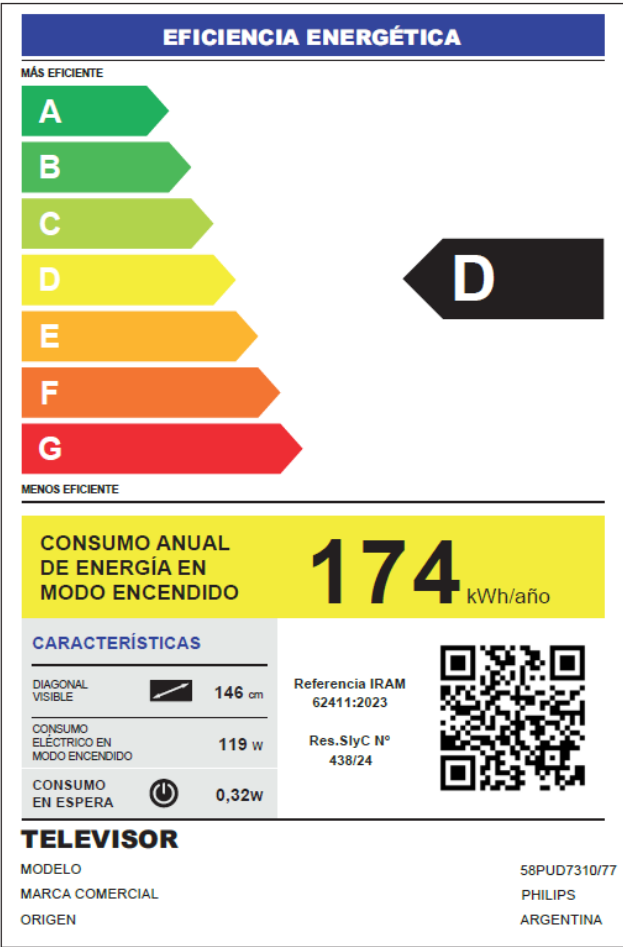 EFICIENCIA ENERGÉTICA
MÁS EFICIENTE
A
B
C
D
D
E
F
G
MENOS EFICIENTE
CONSUMO ANUAL
DE ENERGÍA EN
MODO ENCENDIDO
174 kWh/año
CARACTERÍSTICAS
DIAGONAL
VISIBLE
146 cm
CONSUMO
ELÉCTRICO EN
MODO ENCENDIDO
119 W
CONSUMO
EN ESPERA
0,32W
Referencia IRAM
62411:2023
Res.SIyC Nº
438/24
TELEVISOR
MODELO 58PUD7310/77
MARCA COMERCIAL PHILIPS
ORIGEN ARGENTINA